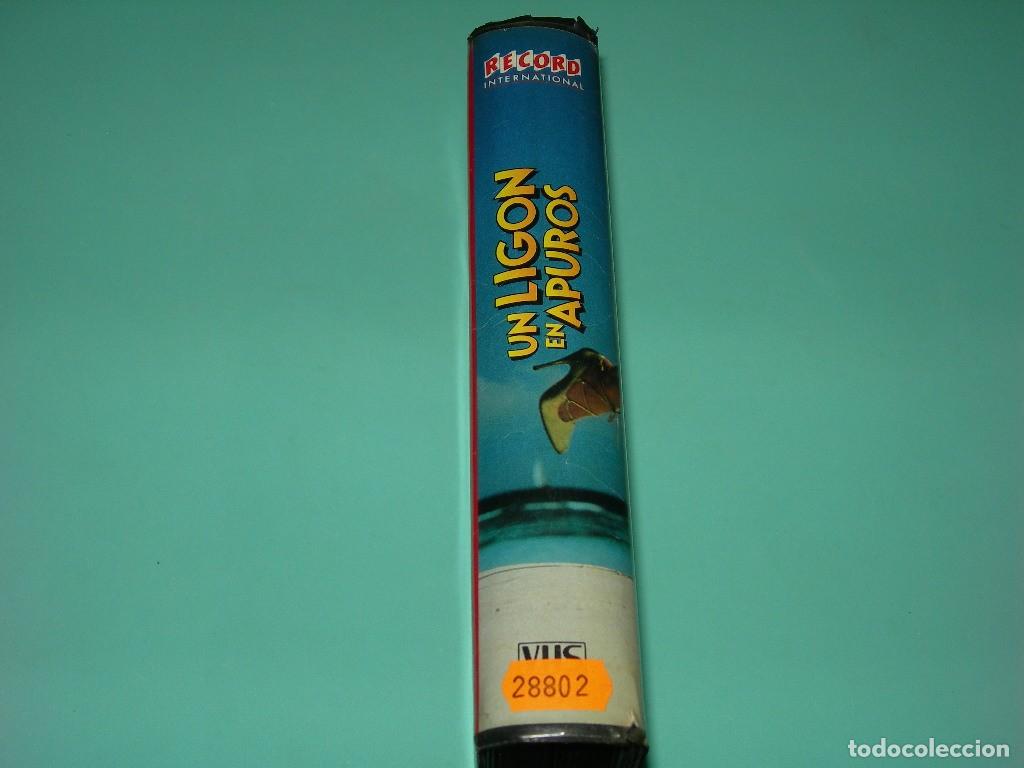 RECORD
INTERNATIONAL
UN LIGON
EN APUROS
VHS
28802
todocoleccion